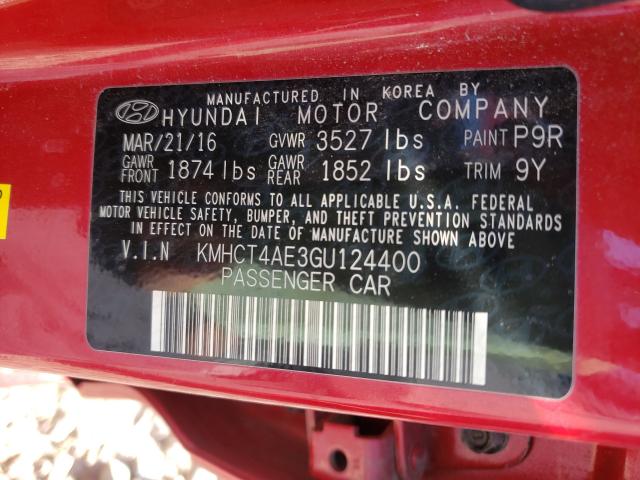 MANUFACTURED IN KOREA BY
HYUNDAI MOTOR COMPANY
MAR/21/16 GVWR 3527 lbs PAINT P9R
GAWR FRONT 1874 lbs GAWR REAR 1852 lbs TRIM 9Y
THIS VEHICLE CONFORMS TO ALL APPLICABLE U.S.A. FEDERAL
MOTOR VEHICLE SAFETY, BUMPER, AND THEFT PREVENTION STANDARDS
IN EFFECT ON THE DATE OF MANUFACTURE SHOWN ABOVE
V.I.N KMHCT4AE3GU124400
PASSENGER CAR